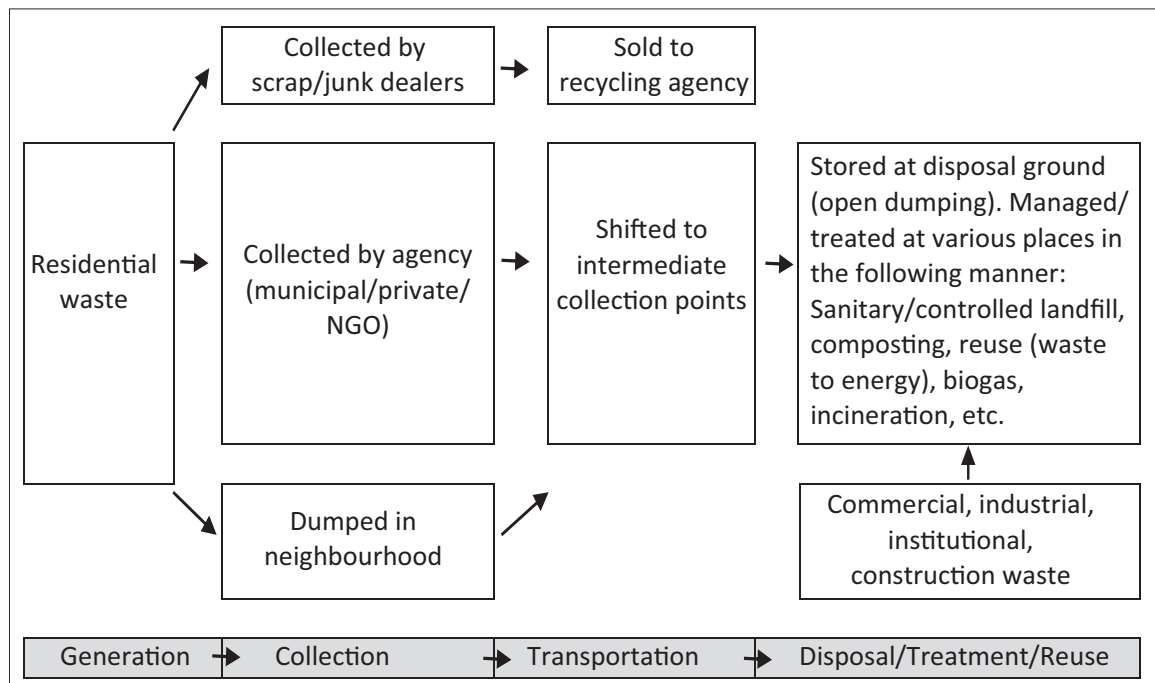 Collected by
scrap/junk dealers
Sold to
recycling agency
Residential
waste
Collected by agency
(municipal/private/
NGO)
Shifted to
intermediate
collection points
Stored at disposal ground
(open dumping). Managed/
treated at various places in
the following manner:
Sanitary/controlled landfill,
composting, reuse (waste
to energy), biogas,
incineration, etc.
Dumped in
neighbourhood
Commercial, industrial,
institutional,
construction waste
Generation
Collection
Transportation
Disposal/Treatment/Reuse